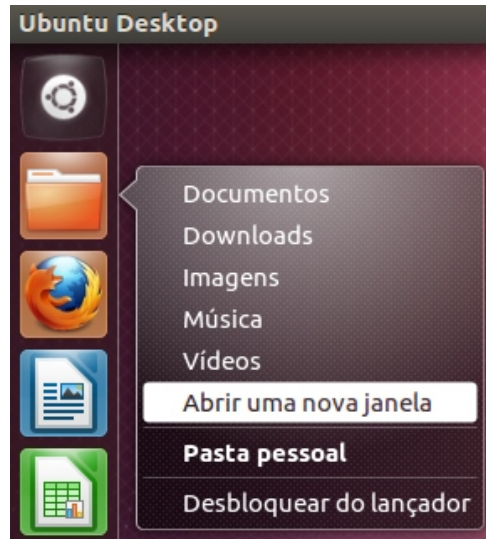 Ubuntu Desktop
Documentos
Downloads
Imagens
Música
Vídeos
Abrir uma nova janela
Pasta pessoal
Desbloquear do lançador